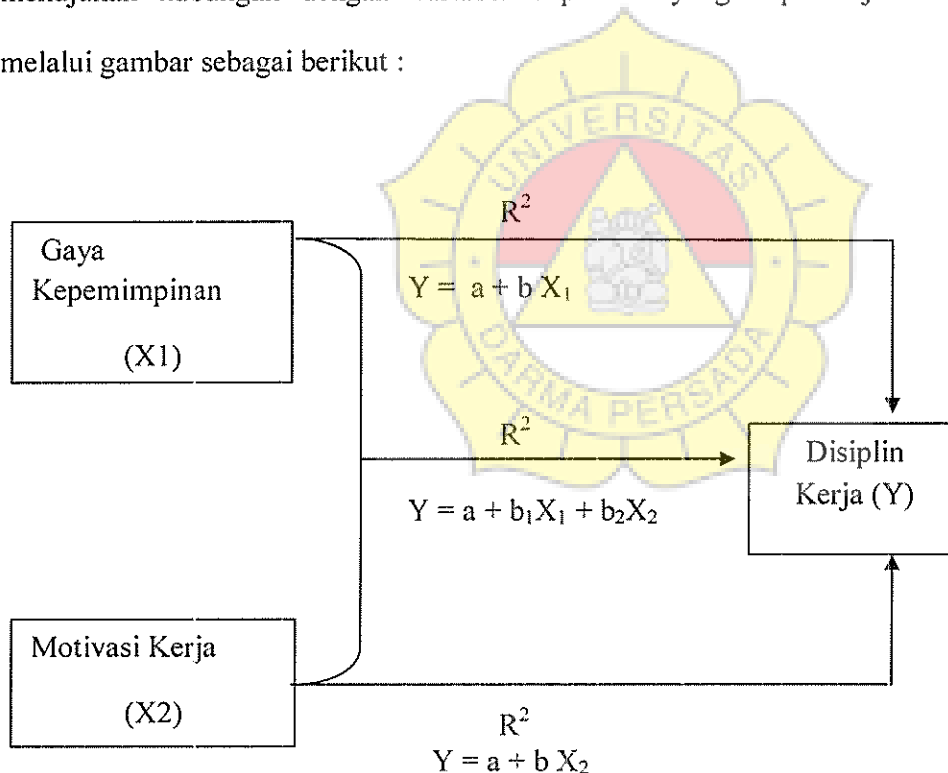 melalui gambar sebagai berikut :
UNIVERSITAS
DARMA PERSADA
Gaya
Kepemimpinan
(X1)
R²
Y = a + b X₁
R²
Y = a + b₁X₁ + b₂X₂
Disiplin
Kerja (Y)
Motivasi Kerja
(X2)
R²
Y = a + b X₂